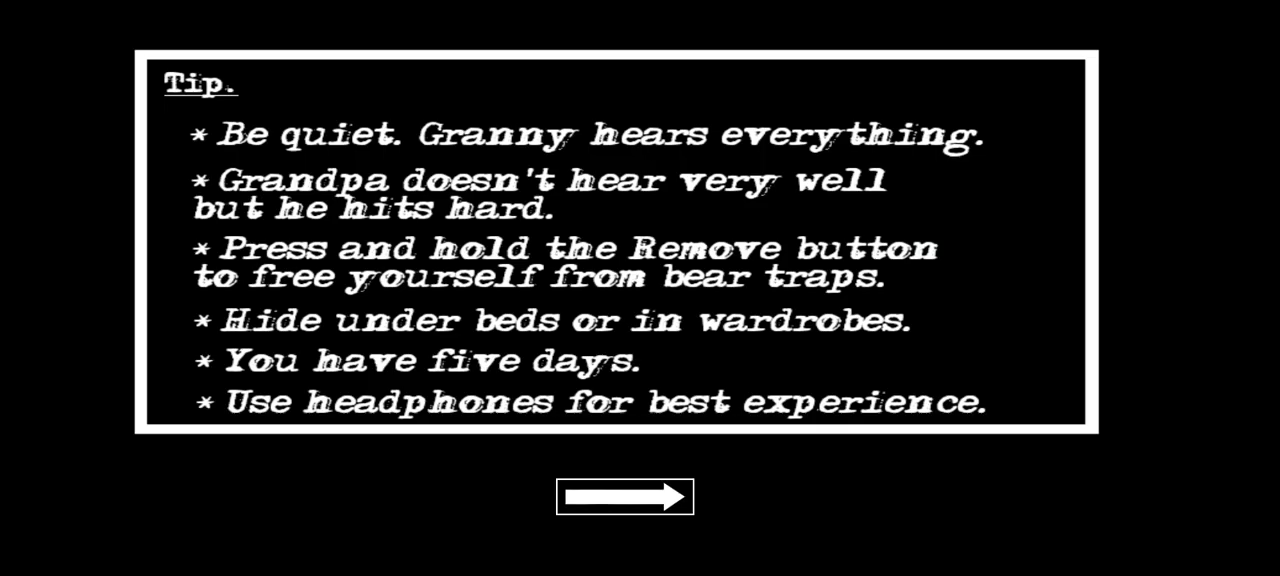 Tip.
* Be quiet. Granny hears everything.
* Grandpa doesn't hear very well
but he hits hard.
* Press and hold the Remove button
to free yourself from bear traps.
* Hide under beds or in wardrobes.
* You have five days.
* Use headphones for best experience.